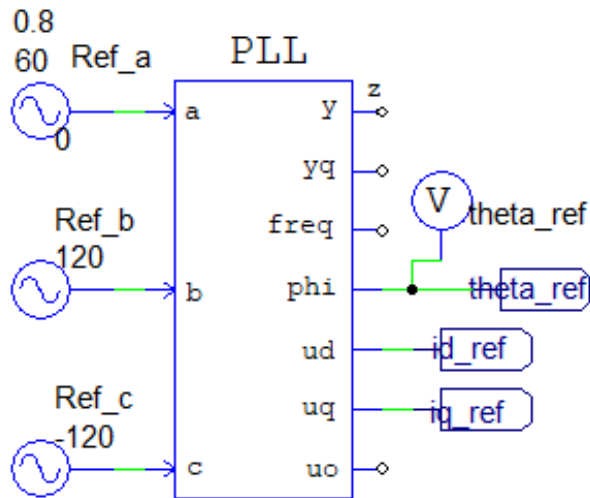 0.8
60
Ref_a
0
PLL
z
a
y
yq
V
theta_ref
freq
Ref_b
120
b
phi
theta_ref
ud
id_ref
uq
iq_ref
Ref_c
-120
c
uo